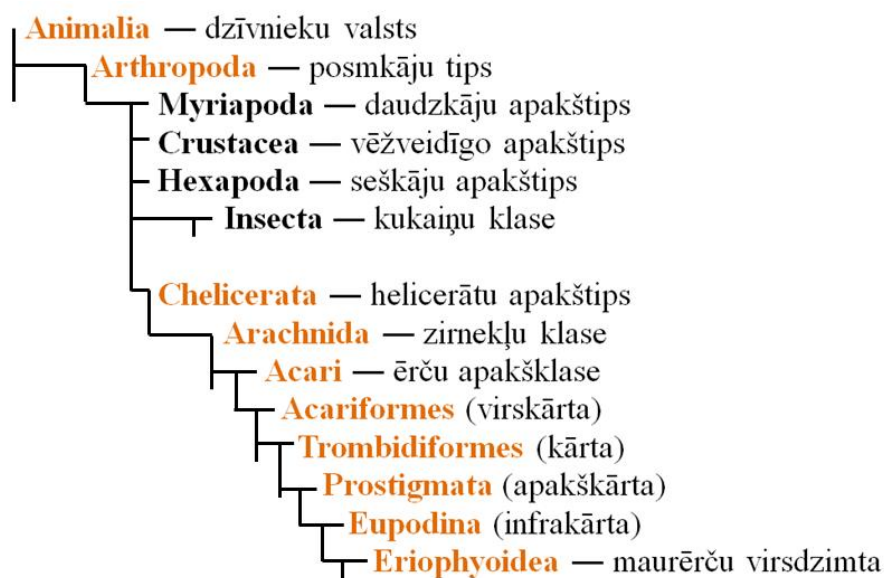 Animalia — dzīvnieku valsts
Arthropoda — posmkāju tips
Myriapoda — daudzkāju apakštips
Crustacea — vēžveidīgo apakštips
Hexapoda — seškāju apakštips
Insecta — kukaiņu klase
Chelicerata — helicerātu apakštips
Arachnida — zirnekļu klase
Acari — ērču apakšklase
Acariformes (virskārta)
Trombidiformes (kārta)
Prostigmata (apakškārta)
Eupodina (infrakārta)
Eriophyoidea — maurērču virsdzimta